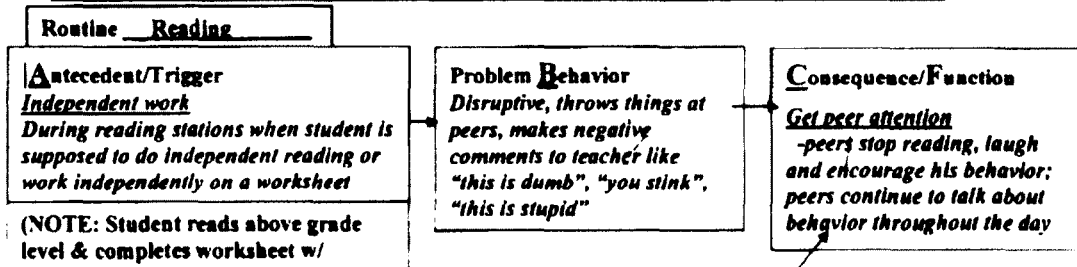 Routine Reading
Antecedent/Trigger
Independent work
During reading stations when student is
supposed to do independent reading or
work independently on a worksheet
(NOTE: Student reads above grade
level & completes worksheet w/
Problem Behavior
Disruptive, throws things at
peers, makes negative
comments to teacher like
"this is dumb", "you stink",
"this is stupid"
Consequence/Function
Get peer attention
-peers stop reading, laugh
and encourage his behavior;
peers continue to talk about
behavior throughout the day